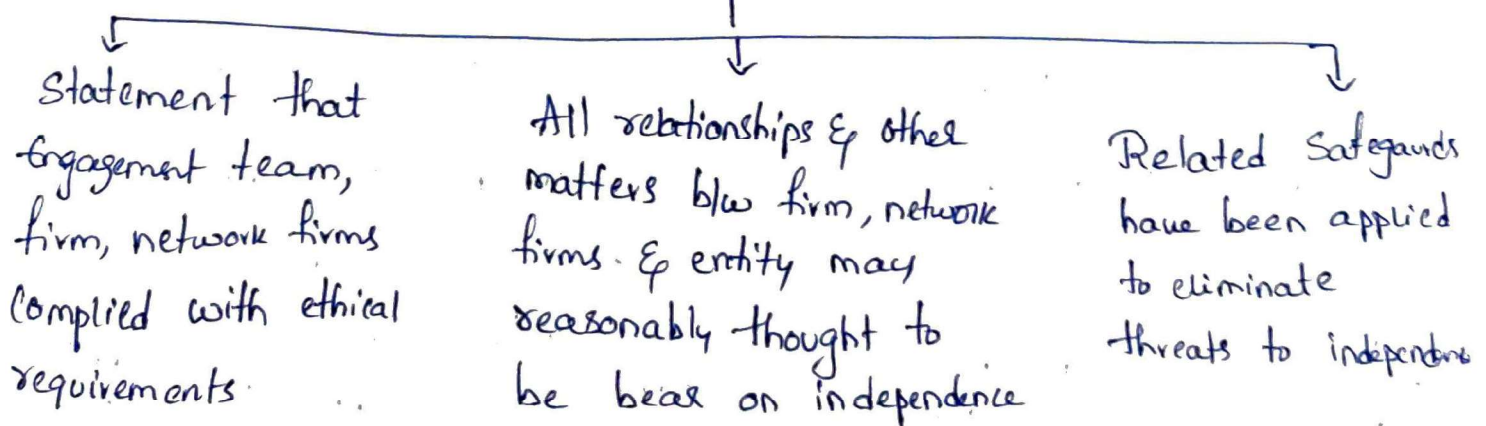 Statement that
Engagement team,
firm, network firms
Complied with ethical
requirements.
All relationships & other
matters b/w firm, network
firms. & entity may
reasonably thought to
be bear on independence
Related Safegaurds
have been applied
to eliminate
threats to independence